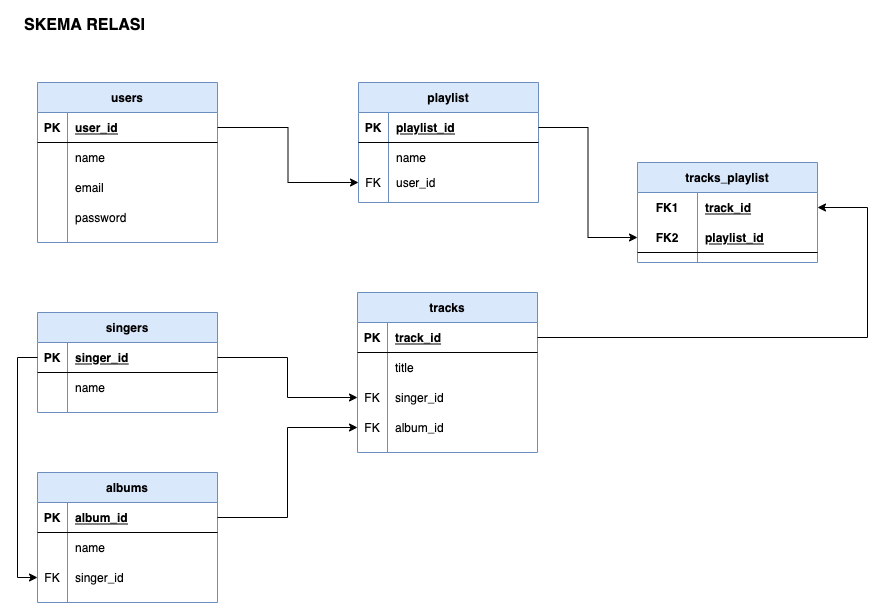 SKEMA RELASI
users
PK user_id
name
email
password
playlist
PK playlist_id
name
FK user_id
tracks_playlist
FK1 track_id
FK2 playlist_id
singers
PK singer_id
name
tracks
PK track_id
title
FK singer_id
FK album_id
albums
PK album_id
name
FK singer_id